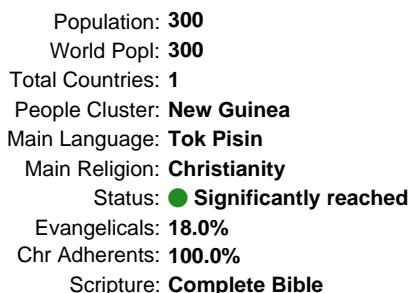 Population: 300
World Popl: 300
Total Countries: 1
People Cluster: New Guinea
Main Language: Tok Pisin
Main Religion: Christianity
Status: Significantly reached
Evangelicals: 18.0%
Chr Adherents: 100.0%
Scripture: Complete Bible